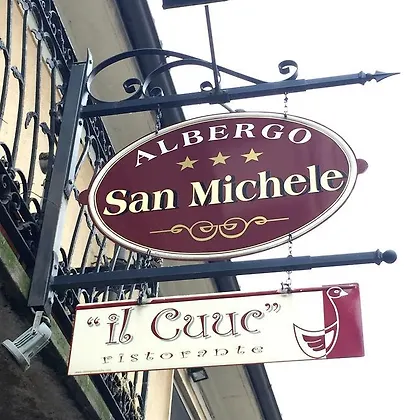 ALBERGO
San Michele
"il Cuuc"
ristorante